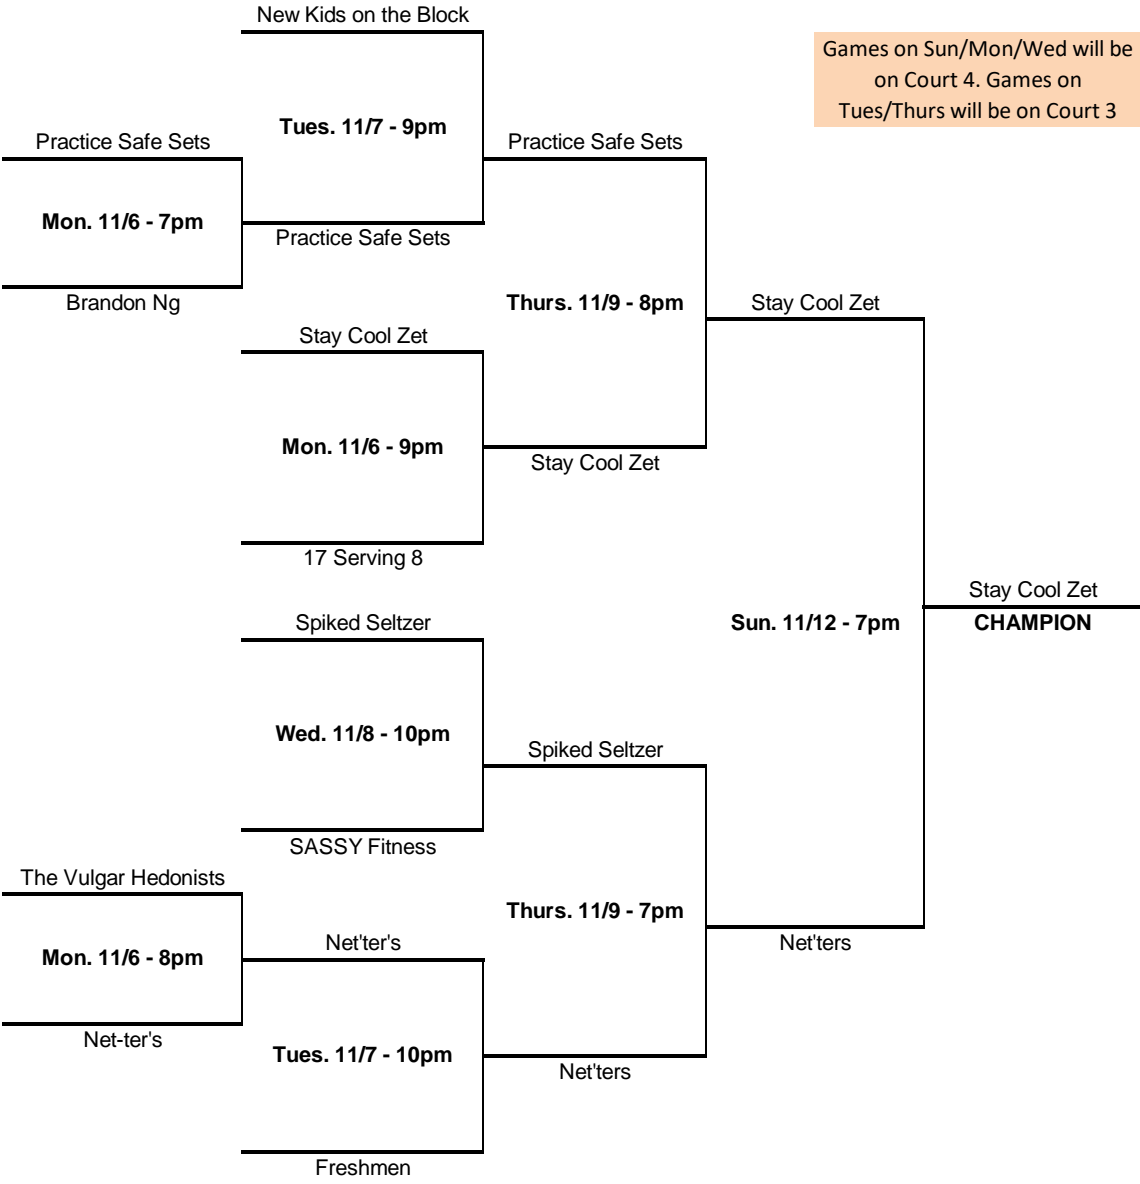 New Kids on the Block
Games on Sun/Mon/Wed will be
on Court 4. Games on
Tues/Thurs will be on Court 3
Tues. 11/7 - 9pm
Practice Safe Sets
Practice Safe Sets
Mon. 11/6 - 7pm
Practice Safe Sets
Brandon Ng
Thurs. 11/9 - 8pm
Stay Cool Zet
Stay Cool Zet
Mon. 11/6 - 9pm
Stay Cool Zet
17 Serving 8
Stay Cool Zet
CHAMPION
Spiked Seltzer
Sun. 11/12 - 7pm
Wed. 11/8 - 10pm
Spiked Seltzer
SASSY Fitness
The Vulgar Hedonists
Thurs. 11/9 - 7pm
Net'ter's
Net'ters
Mon. 11/6 - 8pm
Net-ter's
Tues. 11/7 - 10pm
Net'ters
Freshmen